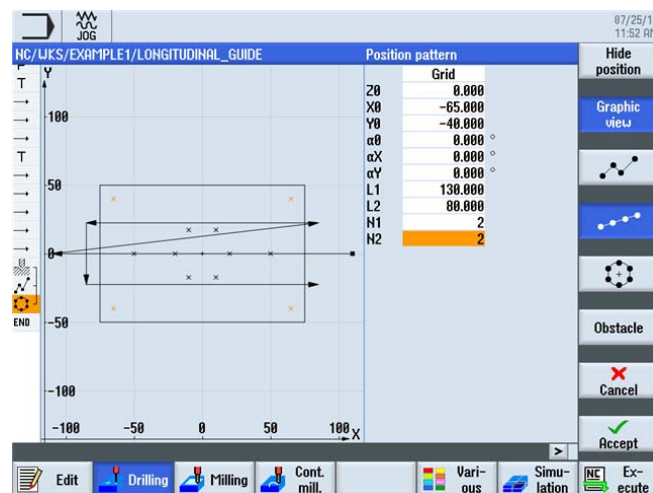 JOG
07/25/1
11:52 AM
NC/WKS/EXAMPLE1/LONGITUDINAL_GUIDE
Position pattern
Hide position
Y
T
T
END
100
50
0
-50
-100
-100 -50 0 50 100 X
Grid
Z0 0.000
X0 -65.000
Y0 -40.000
α0 0.000 °
αX 0.000 °
αY 0.000 °
L1 130.000
L2 80.000
N1 2
N2 2
Graphic view
Obstacle
Cancel
Accept
>
Edit
Drilling
Milling
Cont. mill.
Vari- ous
Simu- lation
NC
Ex- ecute